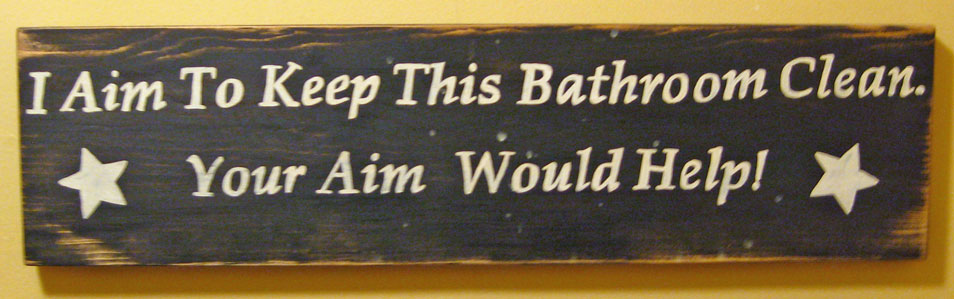 I Aim To Keep This Bathroom Clean.
Your Aim Would Help!